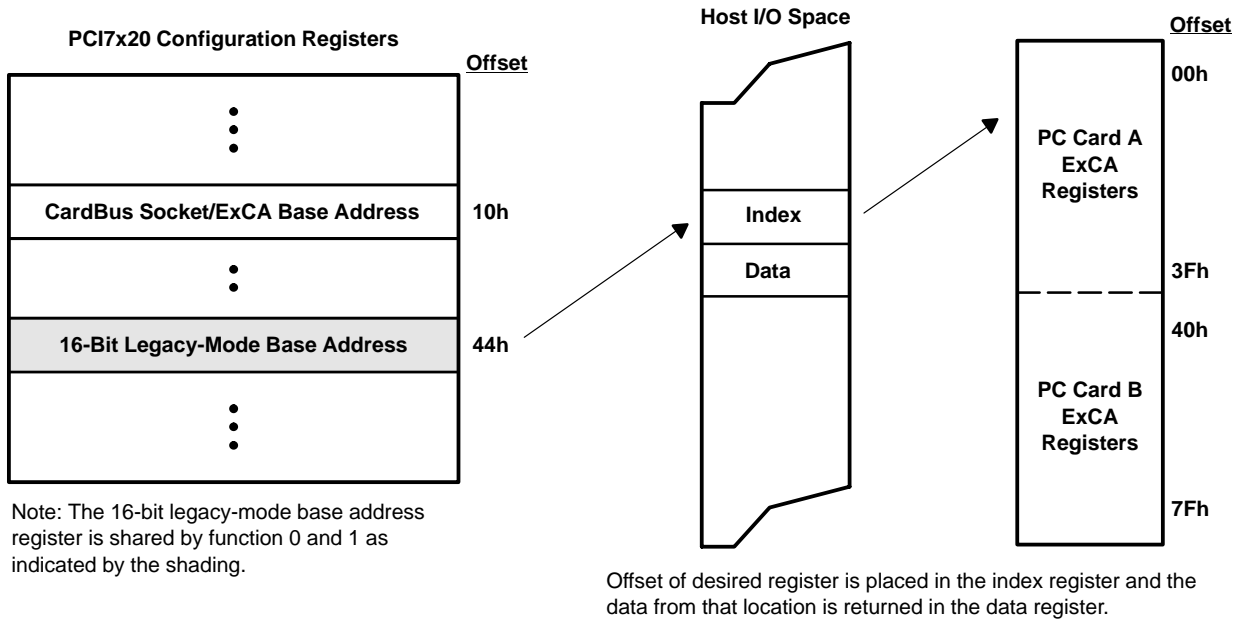 PCI7x20 Configuration Registers
Offset
CardBus Socket/ExCA Base Address
10h
16-Bit Legacy-Mode Base Address
44h
Note: The 16-bit legacy-mode base address
register is shared by function 0 and 1 as
indicated by the shading.
Host I/O Space
Index
Data
Offset
00h
PC Card A
ExCA
Registers
3Fh
40h
PC Card B
ExCA
Registers
7Fh
Offset of desired register is placed in the index register and the
data from that location is returned in the data register.